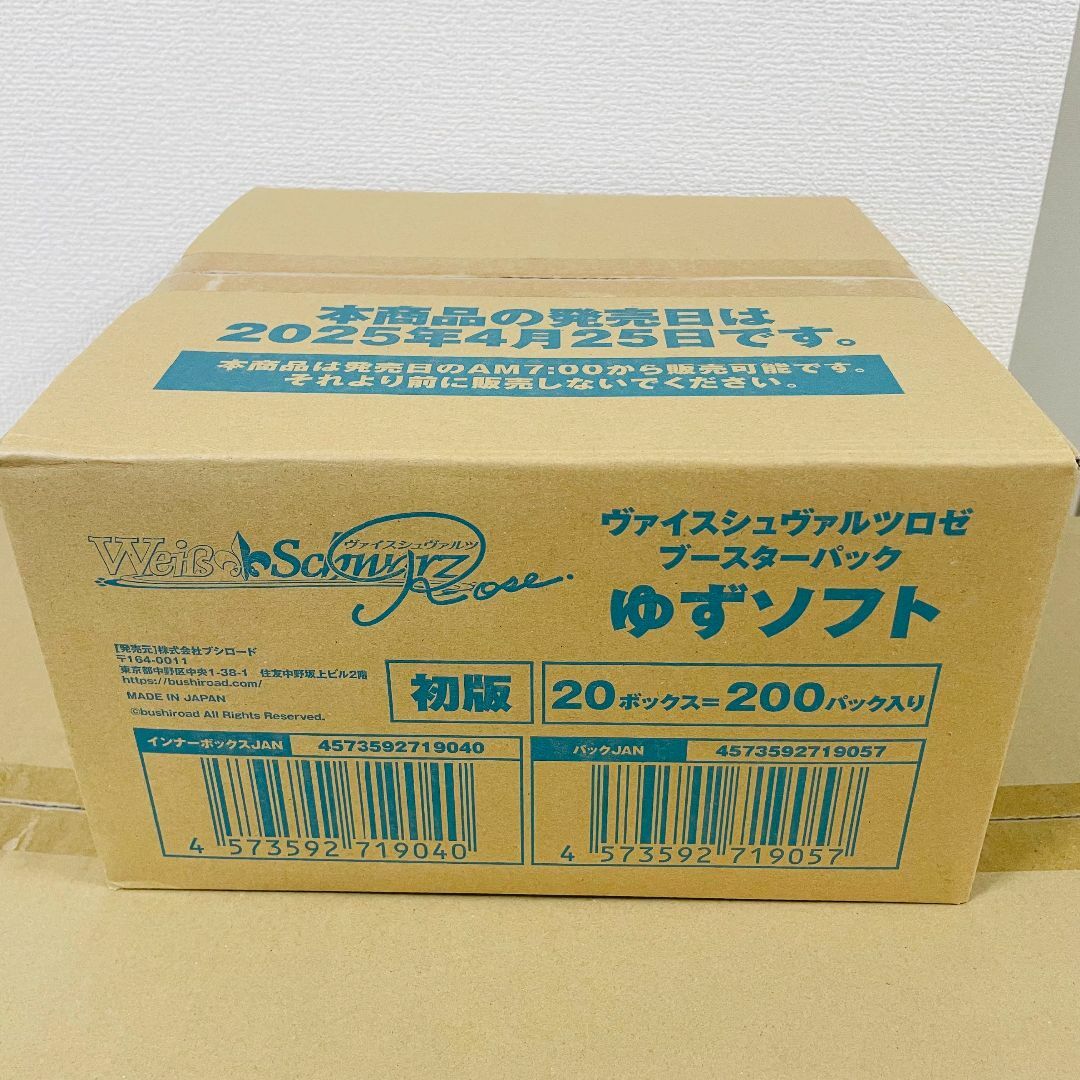 本商品の発売日は
2025年4月25日です。
本商品は発売日のAM7:00から販売可能です。
それより前に販売しないでください。
Weiß Schwarz
ヴァイスシュヴァルツ
Rose.
ヴァイスシュヴァルツロゼ
ブースターパック
ゆずソフト
[発売元]株式会社ブシロード
〒164-0011
東京都中野区中央1-38-1 住友中野坂上ビル2階
https://bushiroad.com/
MADE IN JAPAN
©bushiroad All Rights Reserved.
初版
20ボックス=200パック入り
インナーボックスJAN 4573592719040
4 573592 719040
パックJAN 4573592719057
4 573592 719057